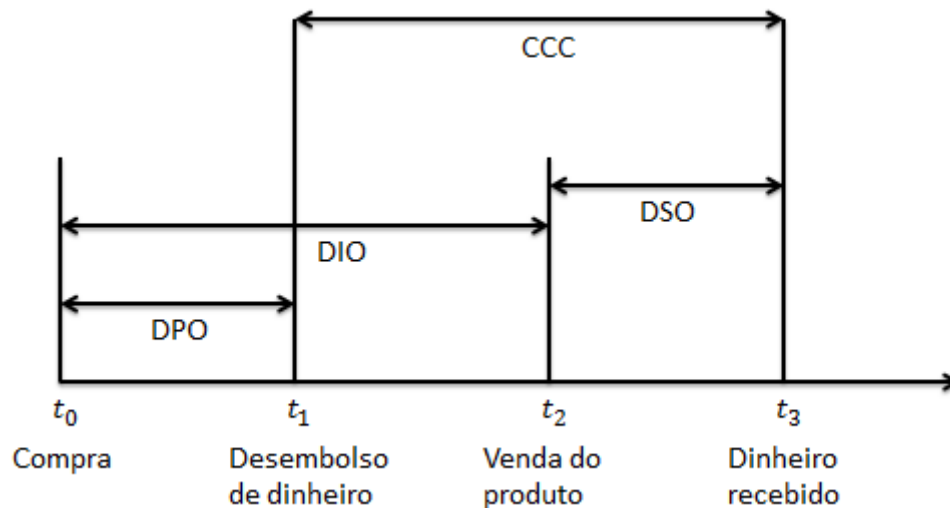 CCC
DSO
DIO
DPO
t₀
t₁
t₂
t₃
Compra
Desembolso
de dinheiro
Venda do
produto
Dinheiro
recebido